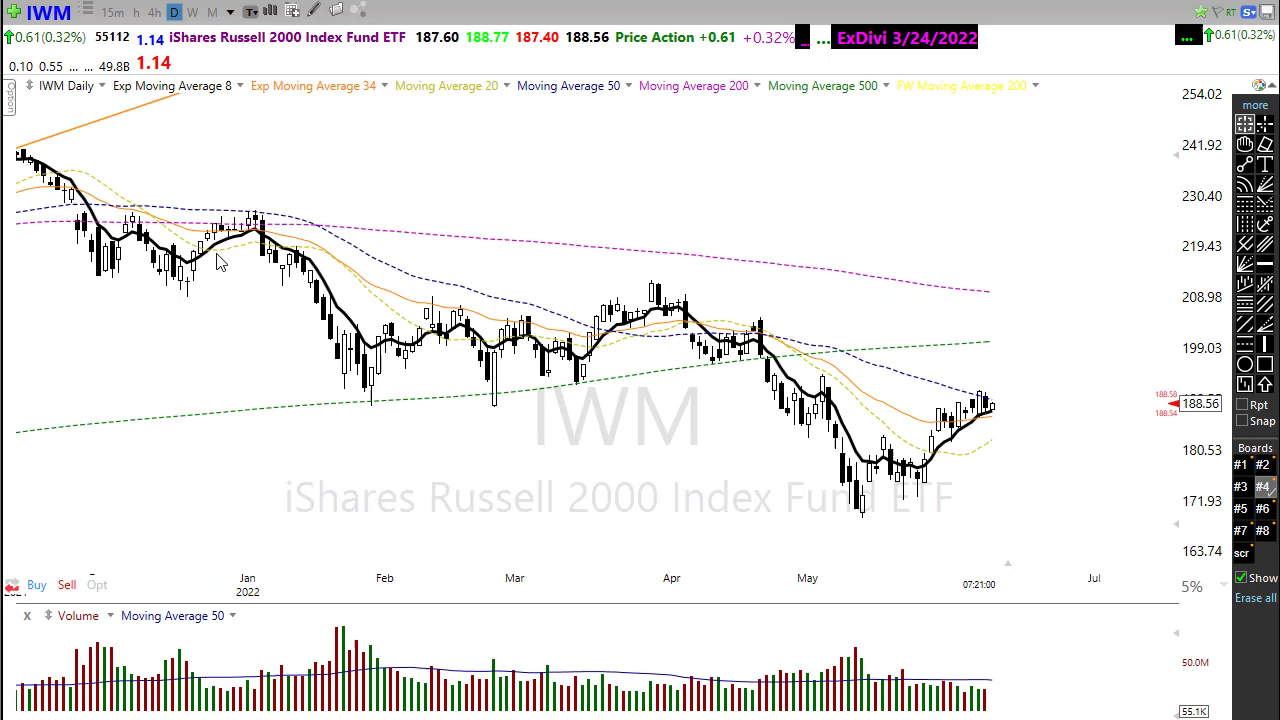 IWM 15m h 4h D W M T RT S
0.61(0.32%) 55112 1.14 iShares Russell 2000 Index Fund ETF 187.60 188.77 187.40 188.56 Price Action +0.61 +0.32% ... ... ExDivi 3/24/2022 ... 0.61(0.32%)
0.10 0.55 ... ... 49.8B 1.14
Option
IWM Daily Exp Moving Average 8 Exp Moving Average 34 Moving Average 20 Moving Average 50 Moving Average 200 Moving Average 500 FW Moving Average 200
254.02
more
241.92
230.40
219.43
208.98
199.03
188.58
188.56
188.54
Rpt
Snap
IWM
180.53
Boards
#1 #2
#3 #4
iShares Russell 2000 Index Fund ETF
171.93
#5 #6
#7 #8
163.74
scr
Buy Sell Opt
Jan Feb Mar Apr May 07:21:00 Jul
2022
5%
Show
Erase all
x Volume Moving Average 50
50.0M
55.1K